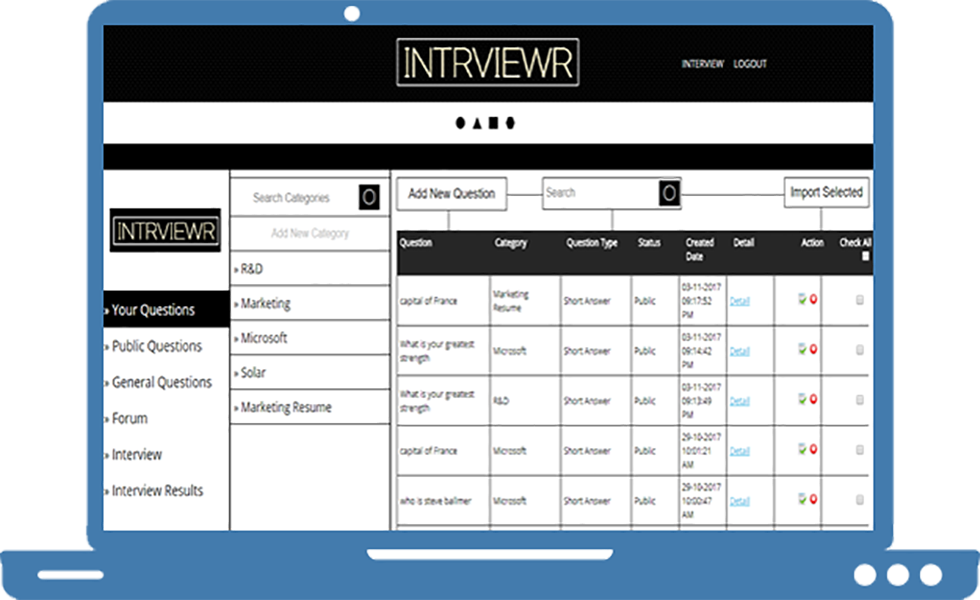 INTRVIEWR
INTERVIEW LOGOUT
INTRVIEWR
» Your Questions
» Public Questions
» General Questions
» Forum
» Interview
» Interview Results
Search Categories
Add New Category
» R&D
» Marketing
» Microsoft
» Solar
» Marketing Resume
Add New Question
Search
Import Selected
Question Category Question Type Status Created Detail Action Check All
Date
capital of France Marketing Resume Short Answer Public 03-11-2017 09:17:52 PM Detail
What is your greatest strength Microsoft Short Answer Public 03-11-2017 09:14:42 PM Detail
What is your greatest strength R&D Short Answer Public 03-11-2017 09:13:49 PM Detail
capital of France Microsoft Short Answer Public 29-10-2017 10:01:21 AM Detail
who is steve ballmer Microsoft Short Answer Public 29-10-2017 10:00:47 AM Detail